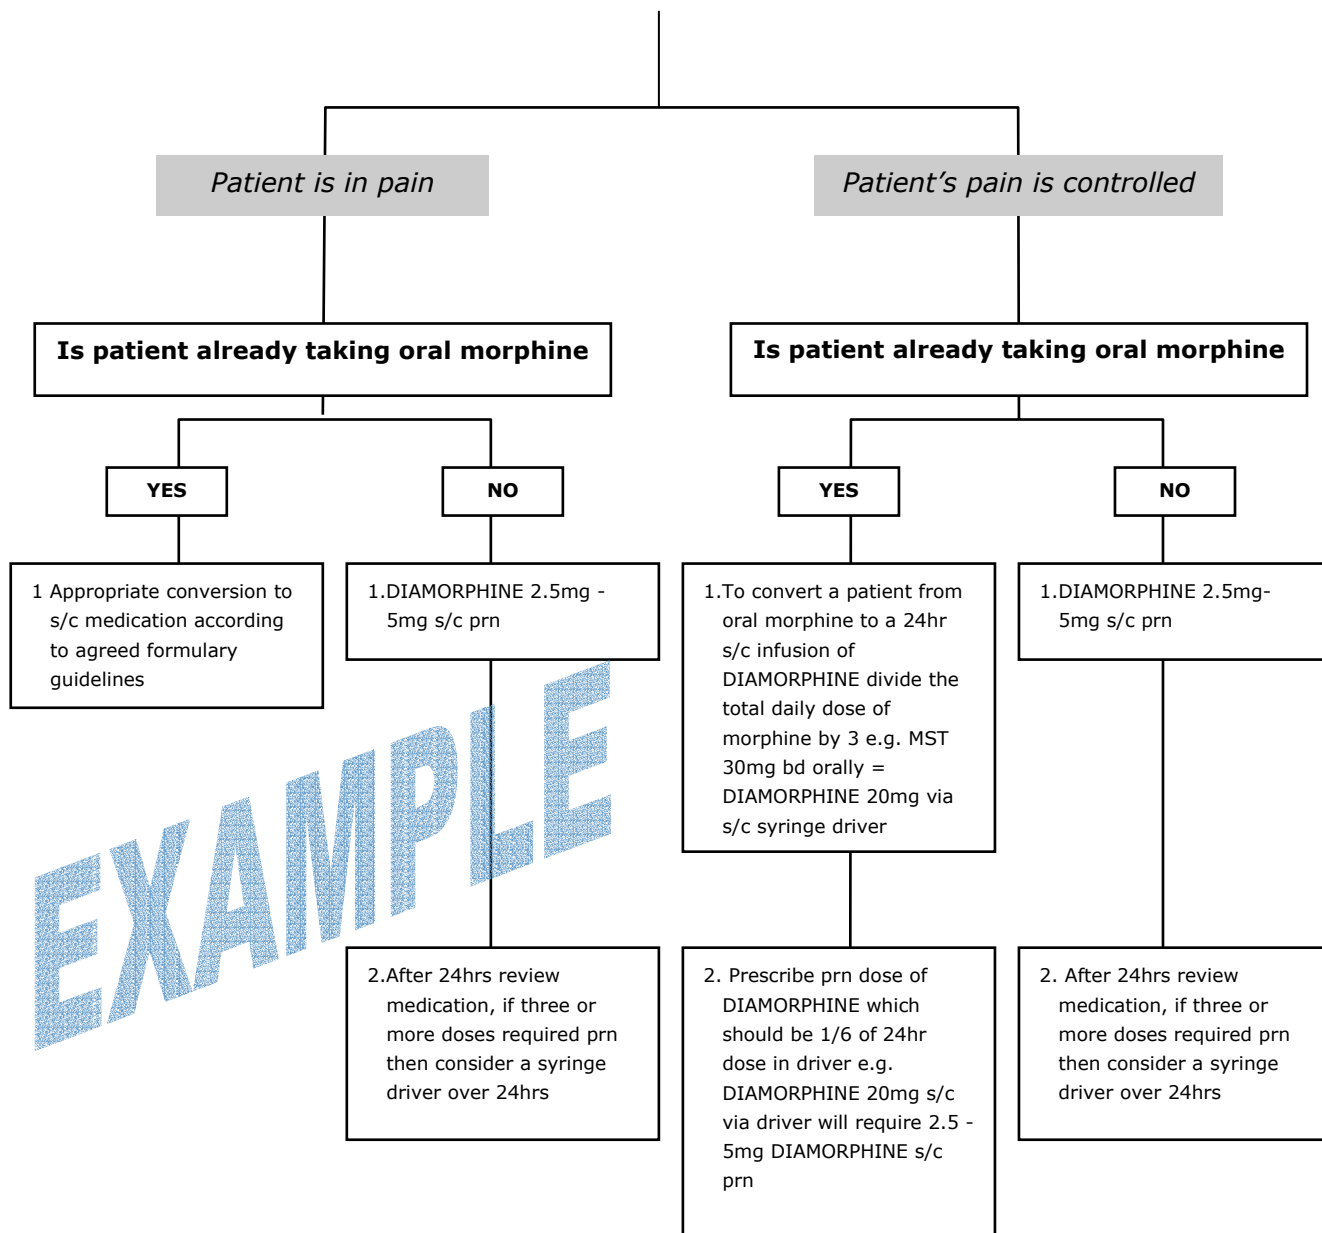 Patient is in pain
Patient’s pain is controlled
Is patient already taking oral morphine
Is patient already taking oral morphine
YES
NO
YES
NO
1 Appropriate conversion to
s/c medication according
to agreed formulary
guidelines
1.DIAMORPHINE 2.5mg -
5mg s/c prn
1.To convert a patient from
oral morphine to a 24hr
s/c infusion of
DIAMORPHINE divide the
total daily dose of
morphine by 3 e.g. MST
30mg bd orally =
DIAMORPHINE 20mg via
s/c syringe driver
1.DIAMORPHINE 2.5mg-
5mg s/c prn
EXAMPLE
2.After 24hrs review
medication, if three or
more doses required prn
then consider a syringe
driver over 24hrs
2. Prescribe prn dose of
DIAMORPHINE which
should be 1/6 of 24hr
dose in driver e.g.
DIAMORPHINE 20mg s/c
via driver will require 2.5 -
5mg DIAMORPHINE s/c
prn
2. After 24hrs review
medication, if three or
more doses required prn
then consider a syringe
driver over 24hrs